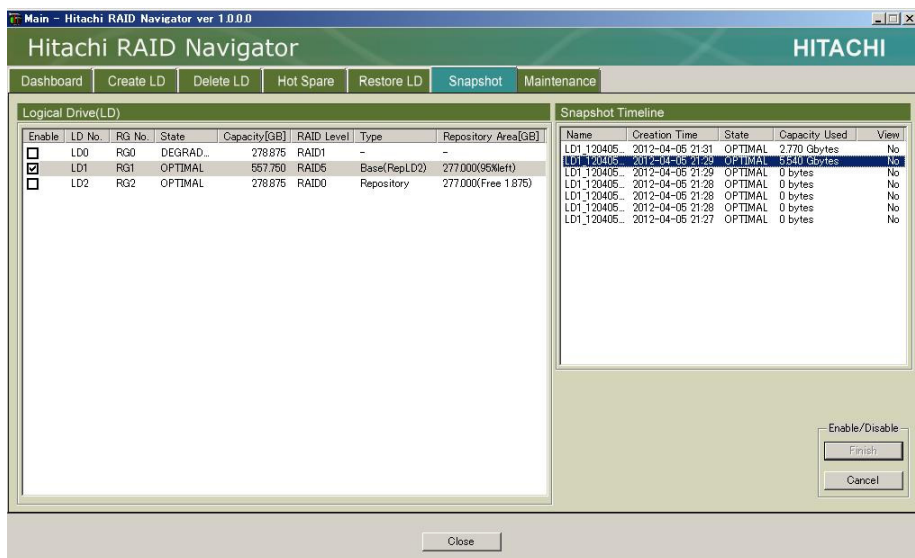 Main - Hitachi RAID Navigator ver 1.0.0.0
Hitachi RAID Navigator
HITACHI
Dashboard Create LD Delete LD Hot Spare Restore LD Snapshot Maintenance
Logical Drive(LD)
Enable LD No. RG No. State Capacity[GB] RAID Level Type Repository Area[GB]
LD0 RG0 DEGRAD... 278.875 RAID1 - -
LD1 RG1 OPTIMAL 557.750 RAID5 Base(RepLD2) 277.000(95%left)
LD2 RG2 OPTIMAL 278.875 RAID0 Repository 277.000(Free 1.875)
Snapshot Timeline
Name Creation Time State Capacity Used View
LD1_120405... 2012-04-05 21:31 OPTIMAL 2.770 Gbytes No
LD1_120405... 2012-04-05 21:29 OPTIMAL 5.540 Gbytes No
LD1_120405... 2012-04-05 21:29 OPTIMAL 0 bytes No
LD1_120405... 2012-04-05 21:28 OPTIMAL 0 bytes No
LD1_120405... 2012-04-05 21:28 OPTIMAL 0 bytes No
LD1_120405... 2012-04-05 21:28 OPTIMAL 0 bytes No
LD1_120405... 2012-04-05 21:27 OPTIMAL 0 bytes No
Enable/Disable
Finish
Cancel
Close